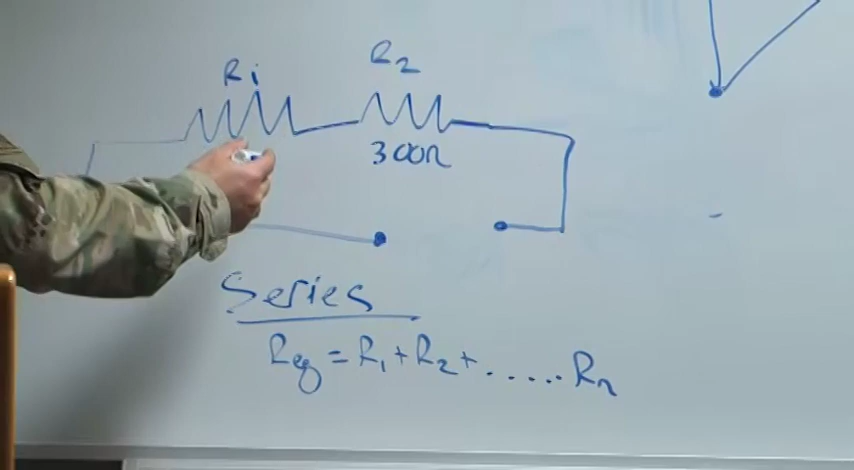 R1
R2
300Ω
Series
Req = R1 + R2 + ...... Rn